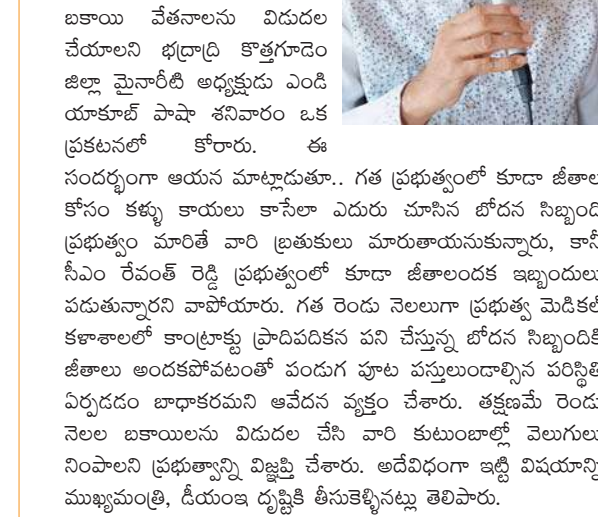 బకాయి వేతనాలను విడుదల
చేయాలని భద్రాద్రి కొత్తగూడెం
జిల్లా మైనారీటి అధ్యక్షుడు ఎండి
యాకూబ్ పాషా శనివారం ఒక
ప్రకటనలో కోరారు. ఈ
సందర్భంగా ఆయన మాట్లాడుతూ.. గత ప్రభుత్వంలో కూడా జీతాల
కోసం కళ్ళు కాయలు కాసేలా ఎదురు చూసిన బోదన సిబ్బంది
ప్రభుత్వం మారితే వారి బ్రతుకులు మారుతాయనుకున్నారు, కానీ
సీఎం రేవంత్ రెడ్డి ప్రభుత్వంలో కూడా జీతాలందక ఇబ్బందులు
పడుతున్నారని వాపోయారు. గత రెండు నెలలుగా ప్రభుత్వ మెడికల్
కళాశాలలో కాంట్రాక్టు ప్రాదిపదికన పని చేస్తున్న బోదన సిబ్బందికి
జీతాలు అందకపోవటంతో పండుగ పూట పస్తులుండాల్సిన పరిస్థితి
ఏర్పడడం బాధాకరమని ఆవేదన వ్యక్తం చేశారు. తక్షణమే రెండు
నెలల బకాయిలను విడుదల చేసి వారి కుటుంబాల్లో వెలుగులు
నింపాలని ప్రభుత్వాన్ని విజ్ఞప్తి చేశారు. అదేవిధంగా ఇట్టి విషయాన్ని
ముఖ్యమంత్రి, డీయంఇ దృష్టికి తీసుకెళ్ళినట్లు తెలిపారు.